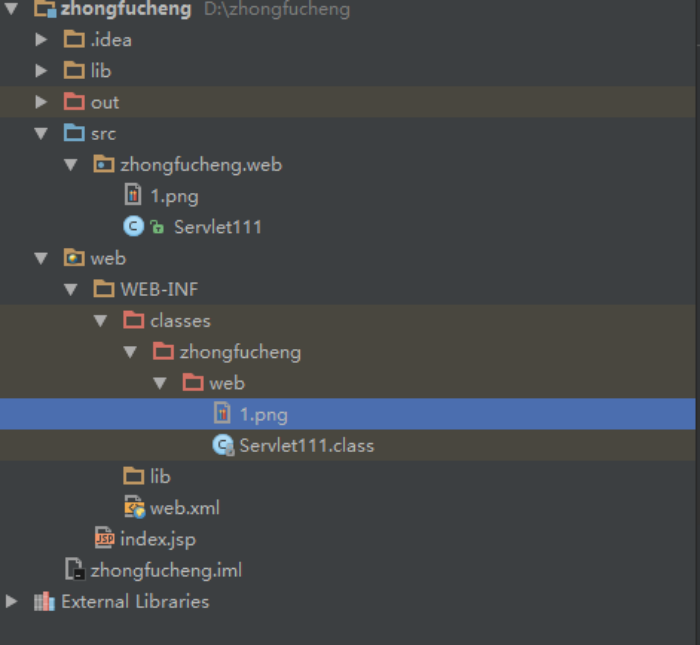 zhongfucheng D:\zhongfucheng
.idea
lib
out
src
zhongfucheng.web
1.png
Servlet111
web
WEB-INF
classes
zhongfucheng
web
1.png
Servlet111.class
lib
web.xml
index.jsp
zhongfucheng.iml
External Libraries